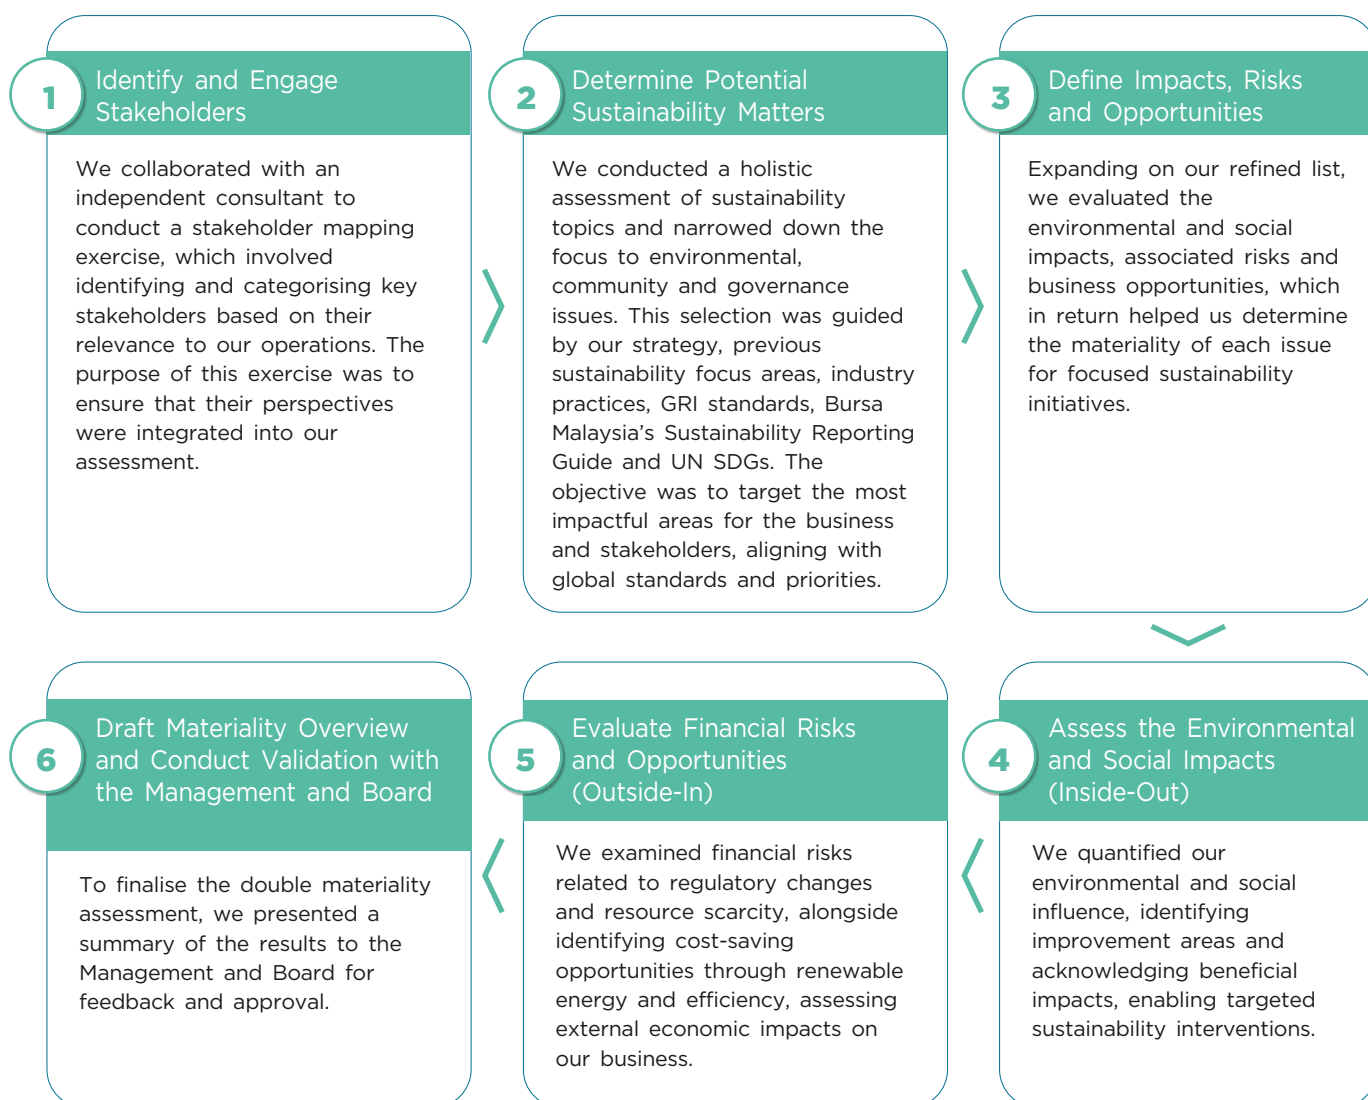 1
Identify and Engage
Stakeholders
We collaborated with an
independent consultant to
conduct a stakeholder mapping
exercise, which involved
identifying and categorising key
stakeholders based on their
relevance to our operations. The
purpose of this exercise was to
ensure that their perspectives
were integrated into our
assessment.
2
Determine Potential
Sustainability Matters
We conducted a holistic
assessment of sustainability
topics and narrowed down the
focus to environmental,
community and governance
issues. This selection was guided
by our strategy, previous
sustainability focus areas, industry
practices, GRI standards, Bursa
Malaysia’s Sustainability Reporting
Guide and UN SDGs. The
objective was to target the most
impactful areas for the business
and stakeholders, aligning with
global standards and priorities.
3
Define Impacts, Risks
and Opportunities
Expanding on our refined list,
we evaluated the
environmental and social
impacts, associated risks and
business opportunities, which
in return helped us determine
the materiality of each issue
for focused sustainability
initiatives.
4
Assess the Environmental
and Social Impacts
(Inside-Out)
We quantified our
environmental and social
influence, identifying
improvement areas and
acknowledging beneficial
impacts, enabling targeted
sustainability interventions.
5
Evaluate Financial Risks
and Opportunities
(Outside-In)
We examined financial risks
related to regulatory changes
and resource scarcity, alongside
identifying cost-saving
opportunities through renewable
energy and efficiency, assessing
external economic impacts on
our business.
6
Draft Materiality Overview
and Conduct Validation with
the Management and Board
To finalise the double materiality
assessment, we presented a
summary of the results to the
Management and Board for
feedback and approval.